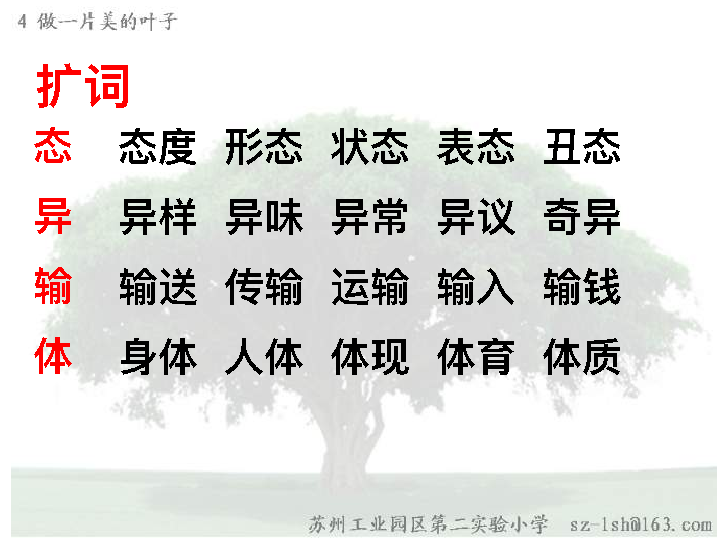 4 做一片美的叶子
扩词
态 态度 形态 状态 表态 丑态
异 异样 异味 异常 异议 奇异
输 输送 传输 运输 输入 输钱
体 身体 人体 体现 体育 体质
苏州工业园区第二实验小学 sz-lsh@163.com